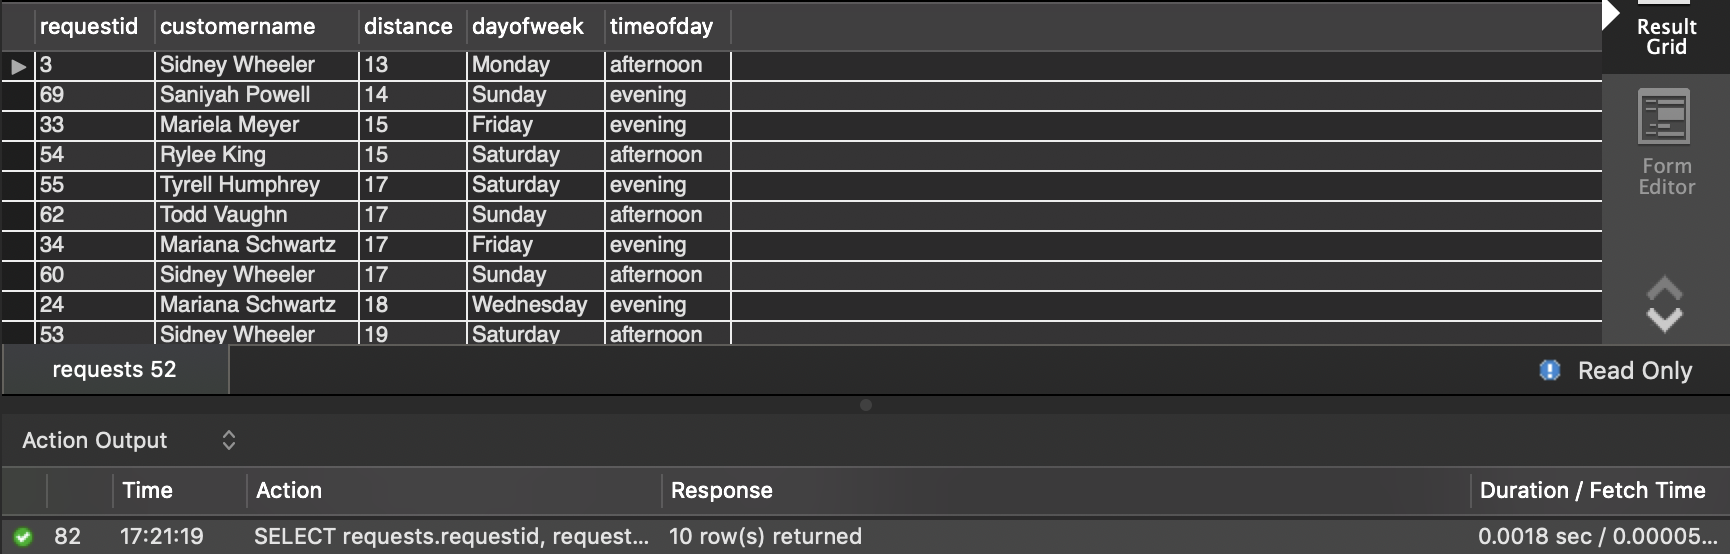 requestid customername distance dayofweek timeofday
3 Sidney Wheeler 13 Monday afternoon
69 Saniyah Powell 14 Sunday evening
33 Mariela Meyer 15 Friday evening
54 Rylee King 15 Saturday afternoon
55 Tyrell Humphrey 17 Saturday evening
62 Todd Vaughn 17 Sunday afternoon
34 Mariana Schwartz 17 Friday evening
60 Sidney Wheeler 17 Sunday afternoon
24 Mariana Schwartz 18 Wednesday evening
53 Sidney Wheeler 19 Saturday afternoon
Result
Grid
Form
Editor
requests 52
Read Only
Action Output
Time Action Response Duration / Fetch Time
82 17:21:19 SELECT requests.requestid, request... 10 row(s) returned 0.0018 sec / 0.00005...